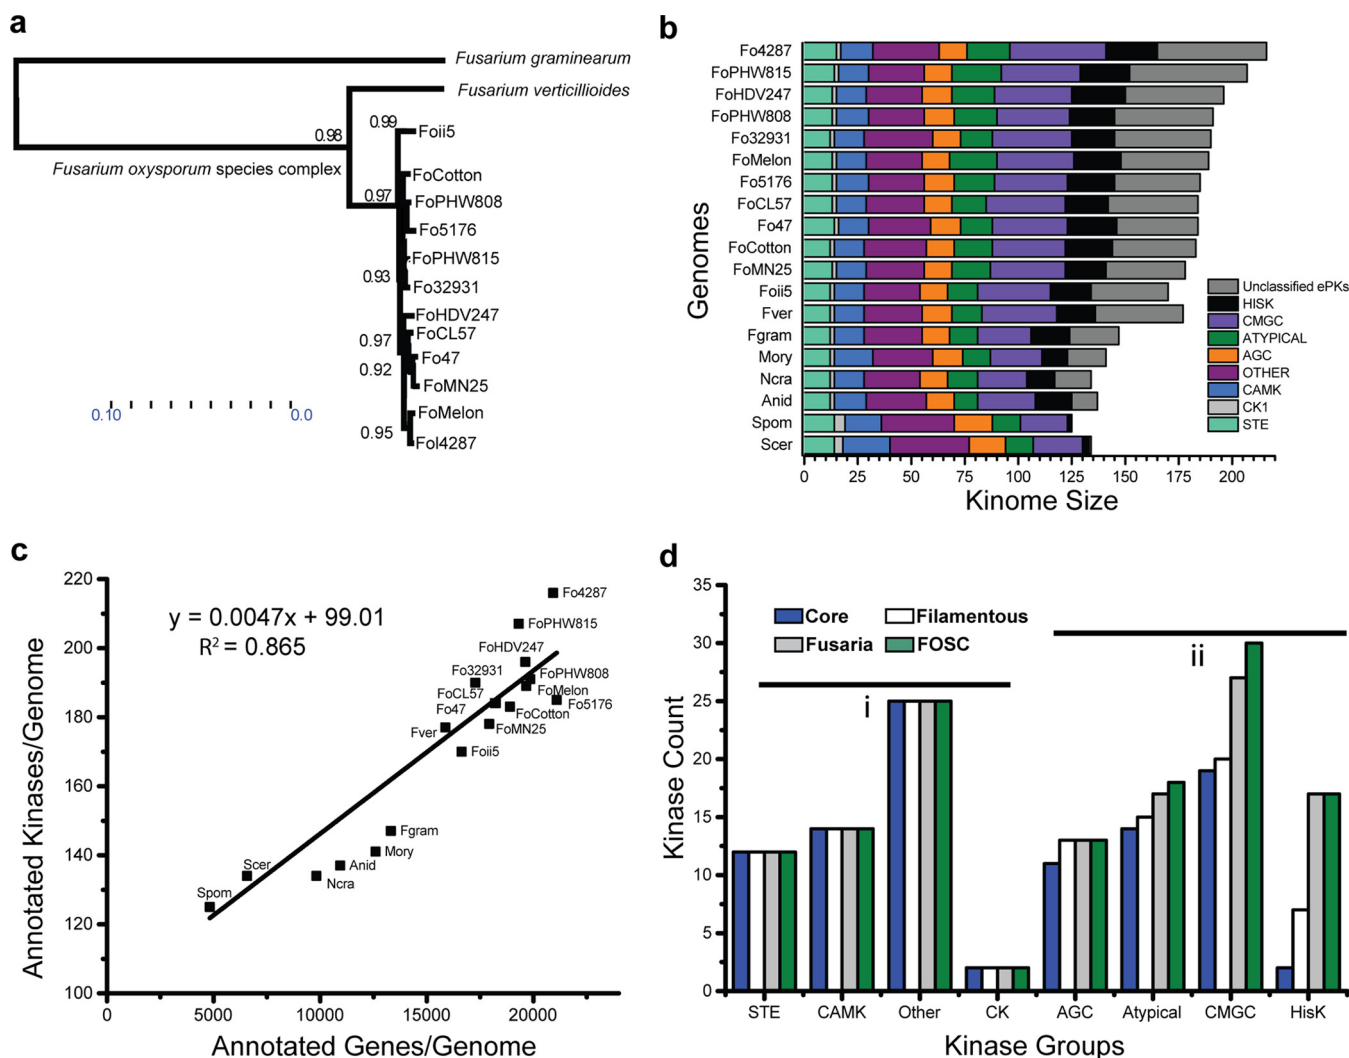 a
Fusarium graminearum
Fusarium verticillioides
0.99
Foii5
0.98
Fusarium oxysporum species complex
FoCotton
0.97
FoPHW808
Fo5176
FoPHW815
0.93
Fo32931
FoHDV247
FoCL57
0.97
Fo47
0.92
FoMN25
FoMelon
0.95
Fol4287
0.10
0.0
b
Genomes
Fo4287
FoPHW815
FoHDV247
FoPHW808
Fo32931
FoMelon
Fo5176
FoCL57
Fo47
FoCotton
FoMN25
Foii5
Fver
Fgram
Mory
Ncra
Anid
Spom
Scer
Unclassified ePKs
HISK
CMGC
ATYPICAL
AGC
OTHER
CAMK
CK1
STE
0 25 50 75 100 125 150 175 200
Kinome Size
c
Annotated Kinases/Genome
220
200
180
160
140
120
100
y = 0.0047x + 99.01
R² = 0.865
Fo4287
FoPHW815
FoHDV247
Fo32931
FoPHW808
FoCL57
FoMelon
Fo47
Fo5176
FoCotton
Fver
FoMN25
Foii5
Fgram
Mory
Scer
Anid
Ncra
Spom
0 5000 10000 15000 20000
Annotated Genes/Genome
d
Kinase Count
35
30
25
20
15
10
5
0
Core Filamentous
Fusaria FOSC
i
ii
STE CAMK Other CK AGC Atypical CMGC HisK
Kinase Groups